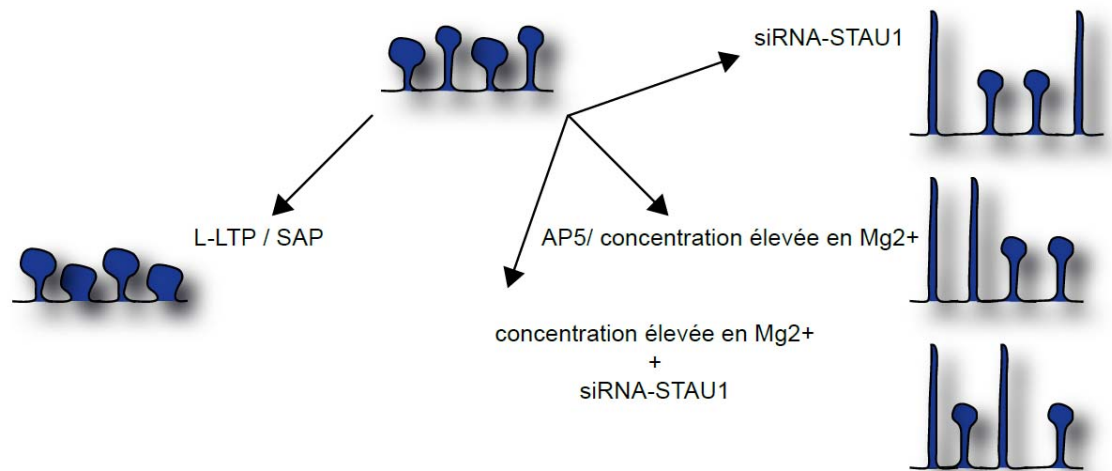 siRNA-STAU1
L-LTP / SAP
AP5/ concentration élevée en Mg2+
concentration élevée en Mg2+
+
siRNA-STAU1